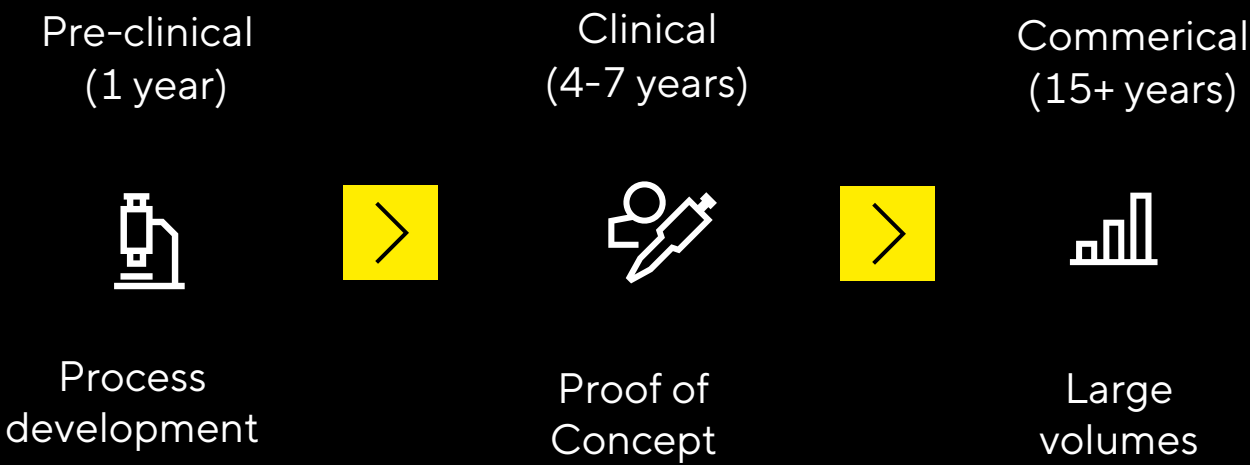 Pre-clinical
(1 year)
Clinical
(4-7 years)
Commerical
(15+ years)
Process
development
Proof of
Concept
Large
volumes